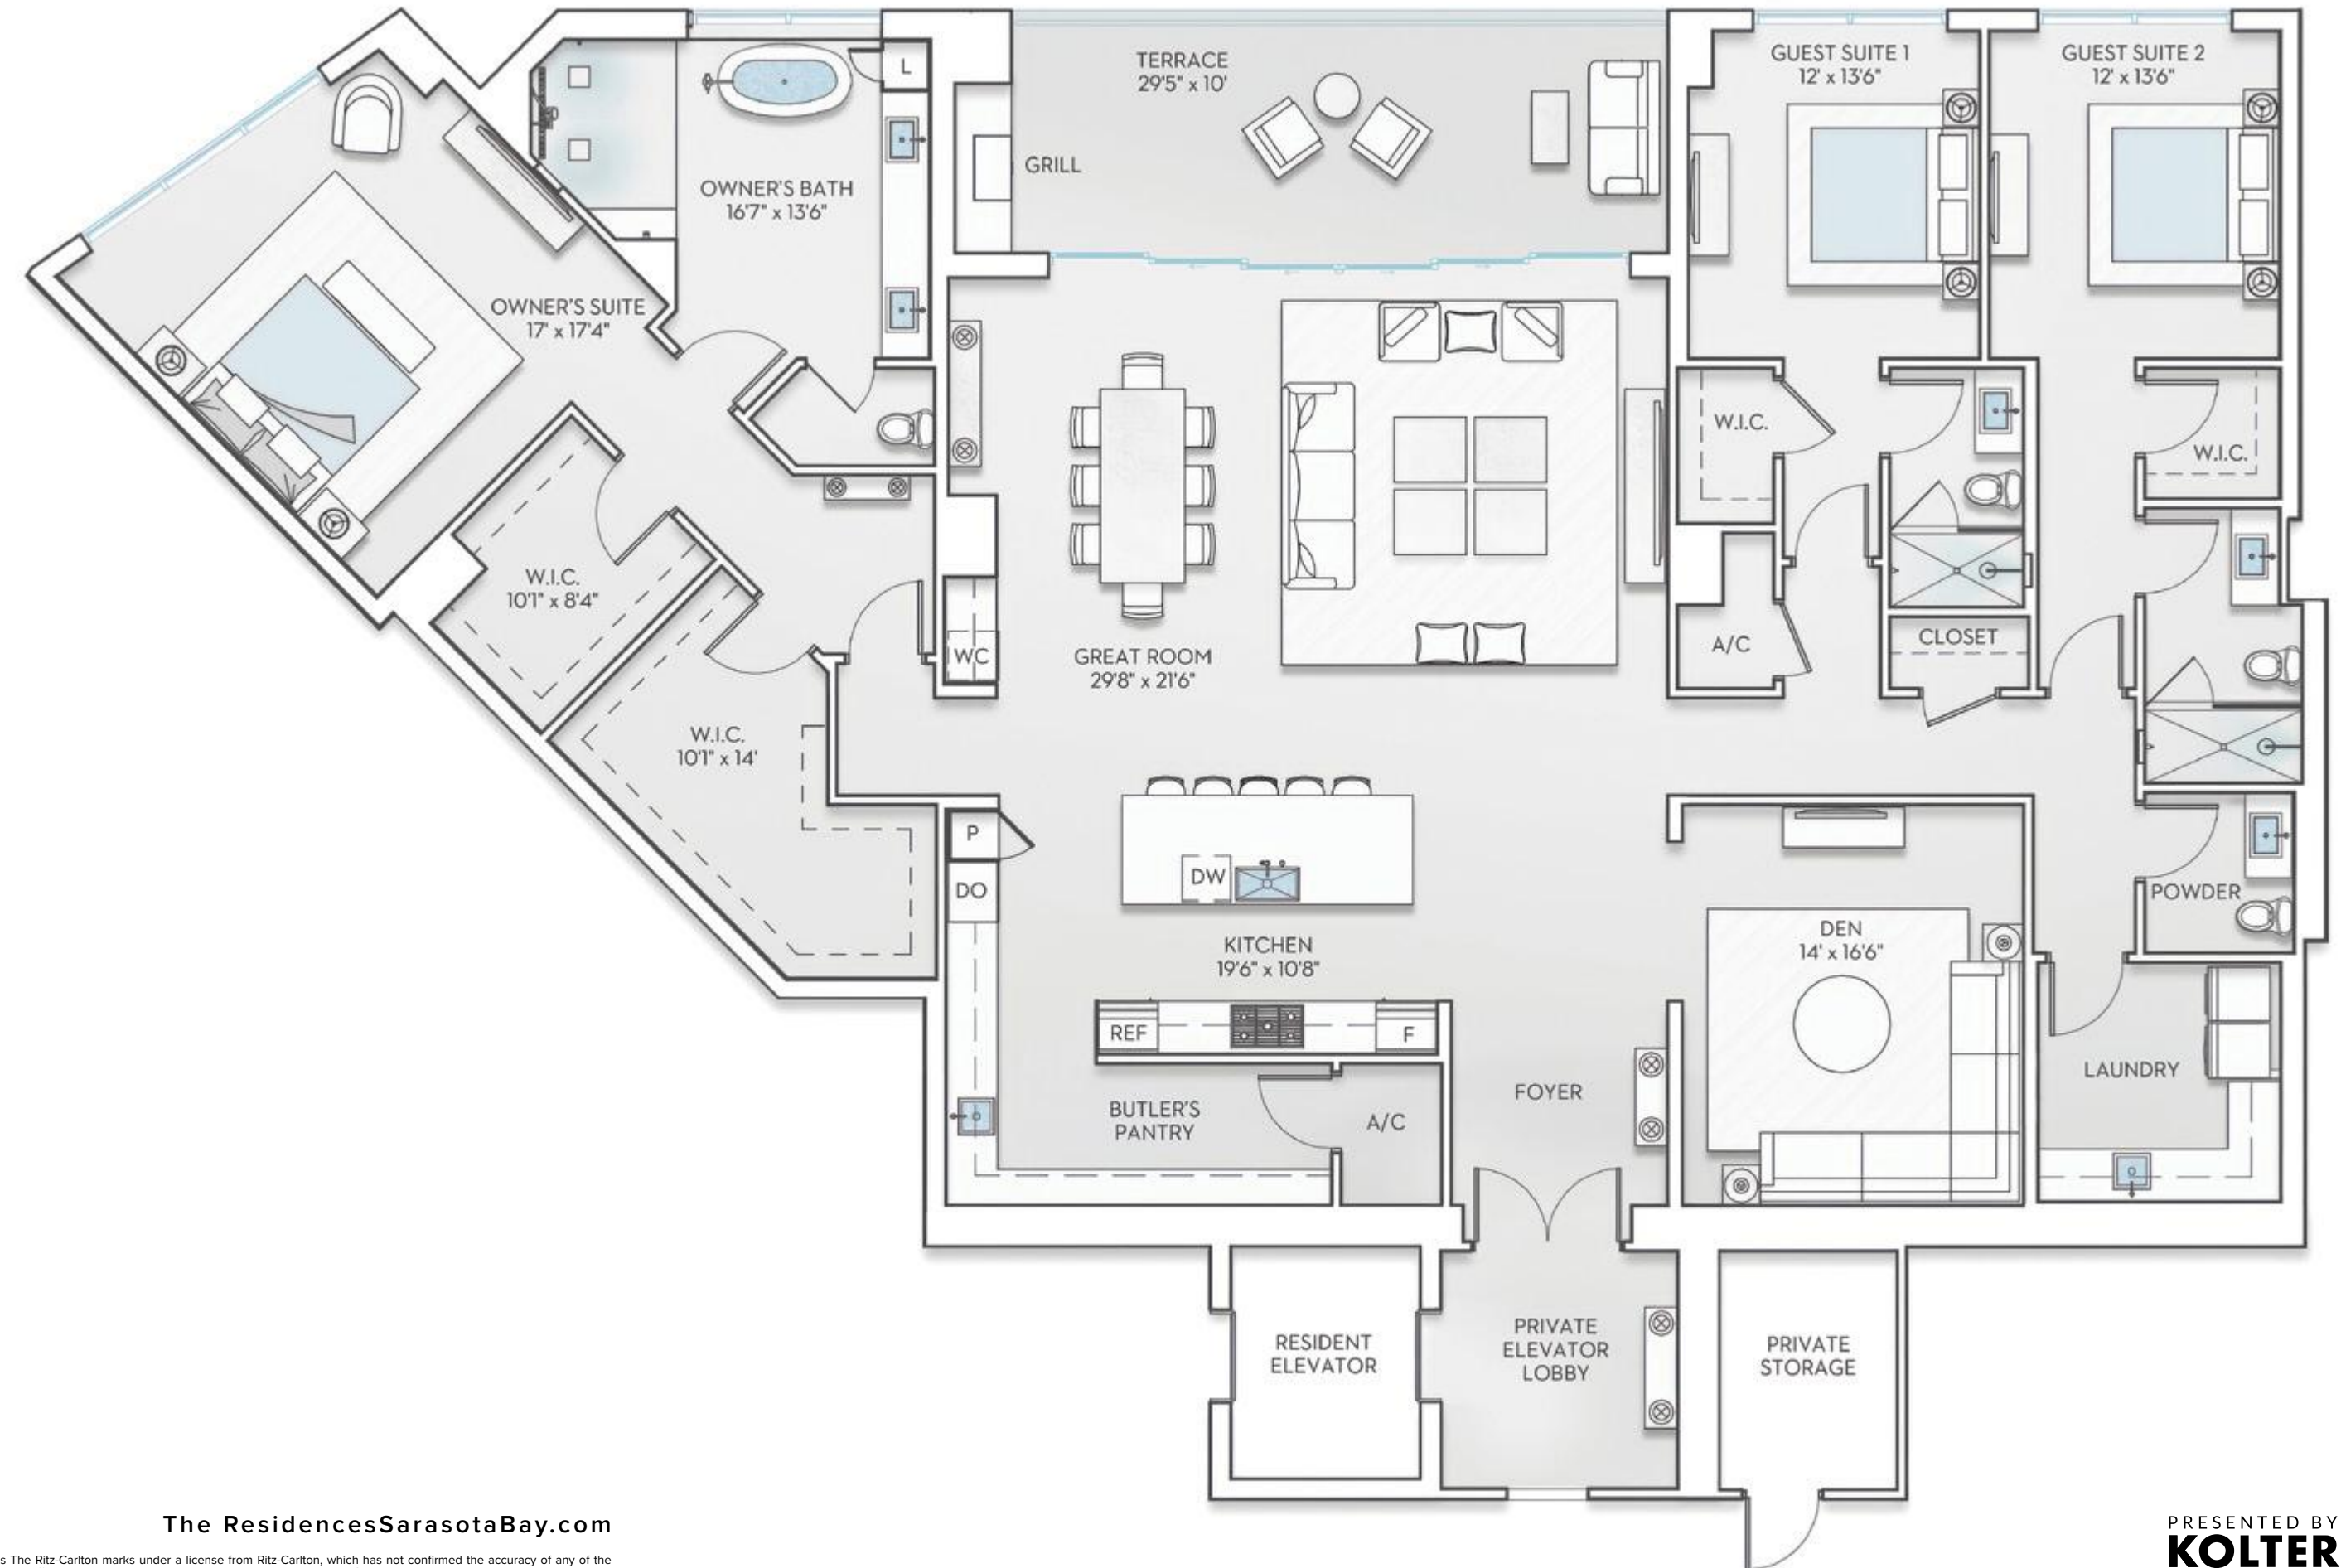 TERRACE
29'5" x 10'
GUEST SUITE 1
12' x 13'6"
GUEST SUITE 2
12' x 13'6"
L
GRILL
OWNER'S BATH
16'7" x 13'6"
OWNER'S SUITE
17' x 17'4"
W.I.C.
W.I.C.
W.I.C.
10'1" x 8'4"
WC
GREAT ROOM
29'8" x 21'6"
A/C
CLOSET
W.I.C.
10'1" x 14'
P
DO
DW
POWDER
KITCHEN
19'6" x 10'8"
DEN
14' x 16'6"
REF
F
LAUNDRY
FOYER
BUTLER'S
PANTRY
A/C
RESIDENT
ELEVATOR
PRIVATE
ELEVATOR
LOBBY
PRIVATE
STORAGE
The ResidencesSarasotaBay.com
s The Ritz-Carlton marks under a license from Ritz-Carlton, which has not confirmed the accuracy of any of the
PRESENTED BY
KOLTER